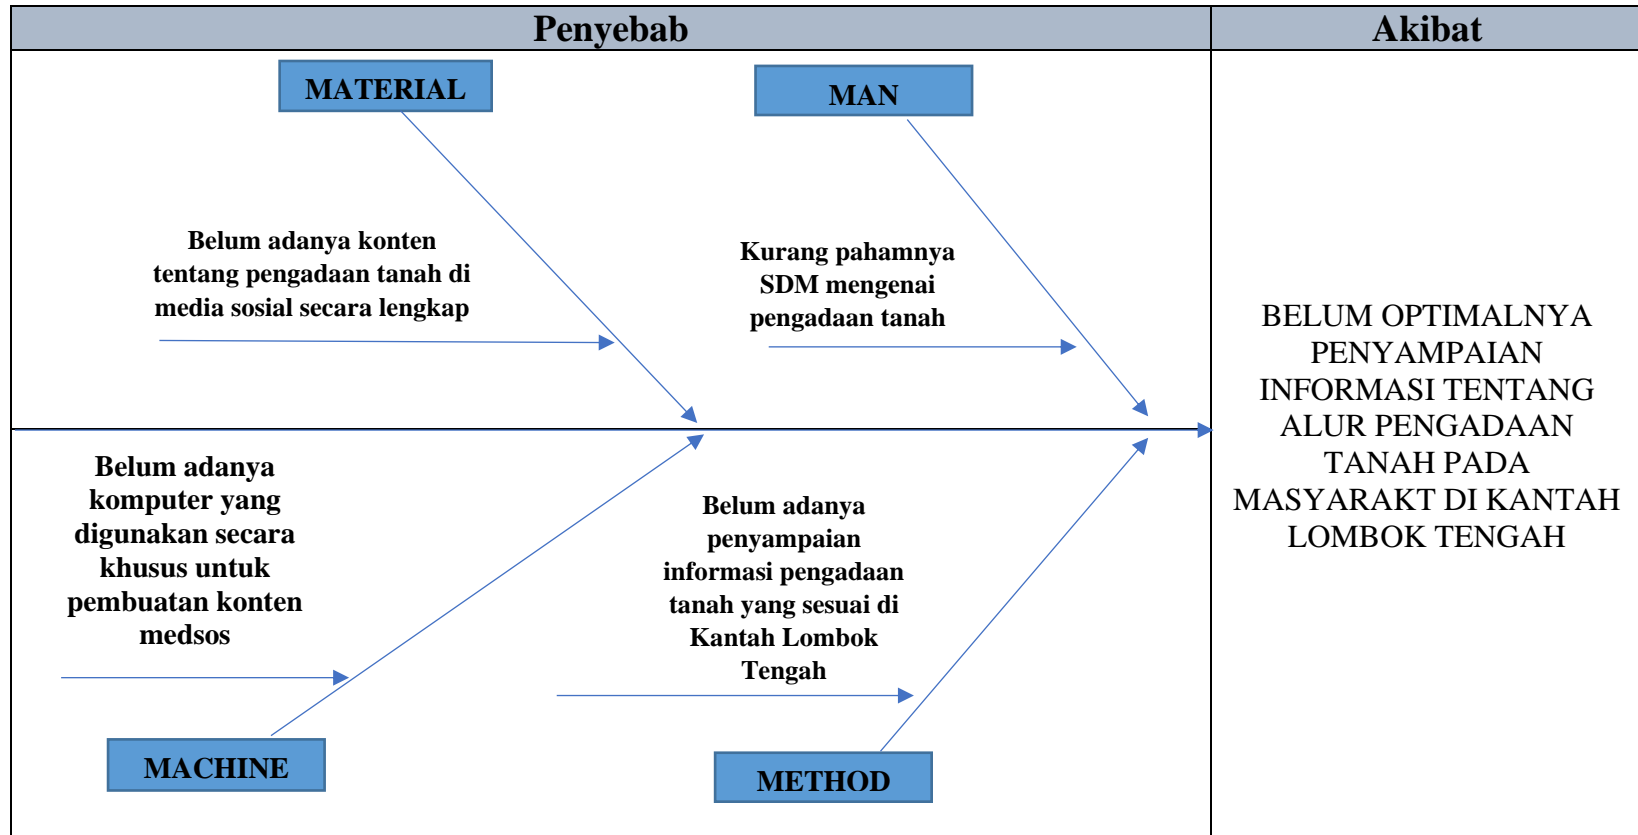 Penyebab
Akibat
MATERIAL
MAN
Belum adanya konten
tentang pengadaan tanah di
media sosial secara lengkap
Kurang pahamnya
SDM mengenai
pengadaan tanah
Belum adanya
komputer yang
digunakan secara
khusus untuk
pembuatan konten
medsos
Belum adanya
penyampaian
informasi pengadaan
tanah yang sesuai di
Kantah Lombok
Tengah
MACHINE
METHOD
BELUM OPTIMALNYA
PENYAMPAIAN
INFORMASI TENTANG
ALUR PENGADAAN
TANAH PADA
MASYARAKT DI KANTAH
LOMBOK TENGAH